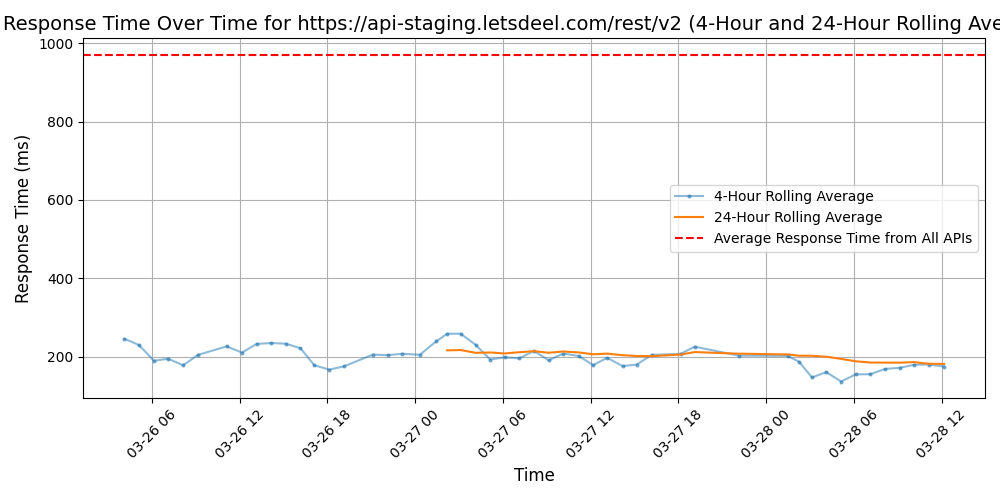 Response Time Over Time for https://api-staging.letsdeel.com/rest/v2 (4-Hour and 24-Hour Rolling Ave
1000
800
600
400
200
Response Time (ms)
4-Hour Rolling Average
24-Hour Rolling Average
Average Response Time from All APIs
03-26 06
03-26 12
03-26 18
03-27 00
03-27 06
03-27 12
03-27 18
03-28 00
03-28 06
03-28 12
Time